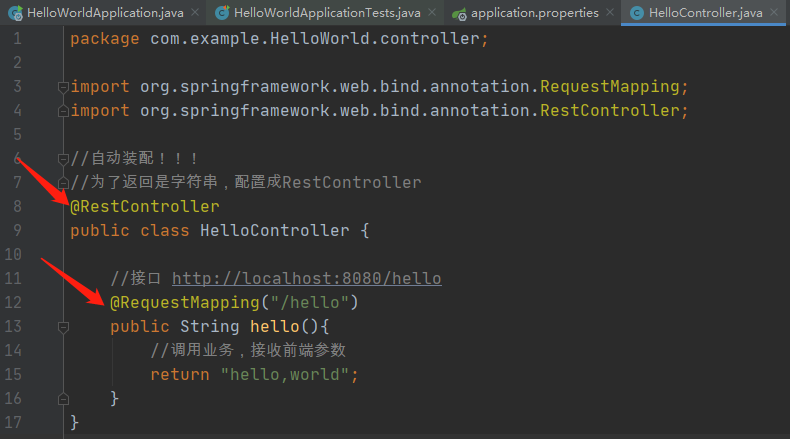 HelloWorldApplication.java × HelloWorldApplicationTests.java × application.properties × HelloController.java ×
1 package com.example.HelloWorld.controller;
2
3 import org.springframework.web.bind.annotation.RequestMapping;
4 import org.springframework.web.bind.annotation.RestController;
5
6 //自动装配！！！
7 //为了返回是字符串，配置成RestController
8 @RestController
9 public class HelloController {
10
11 //接口 http://localhost:8080/hello
12 @RequestMapping("/hello")
13 public String hello(){
14 //调用业务，接收前端参数
15 return "hello,world";
16 }
17 }